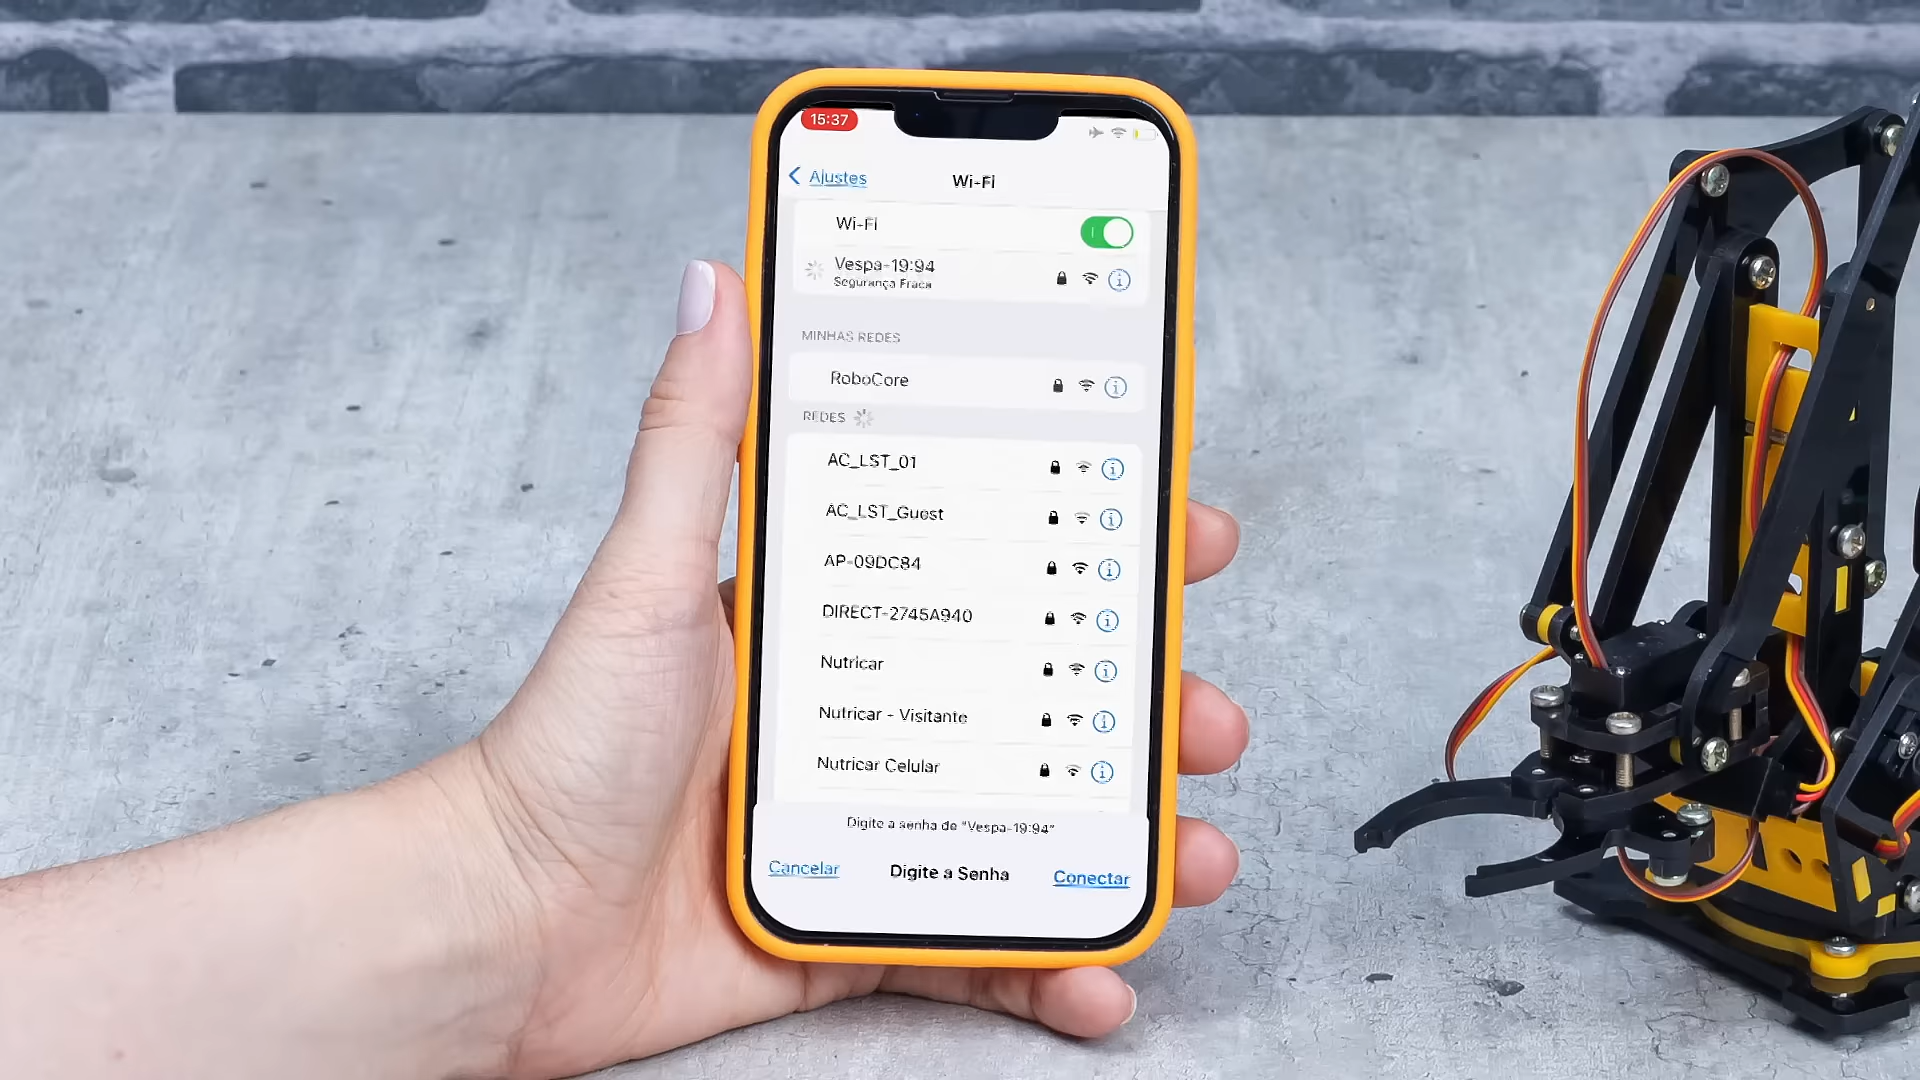 15:37
Ajustes
Wi-Fi
Wi-Fi
Vespa-19:94
Segurança Fraca
MINHAS REDES
RoboCore
REDES
AC_LST_01
AC_LST_Guest
AP-09DC84
DIRECT-2745A940
Nutricar
Nutricar - Visitante
Nutricar Celular
Digite a senha de "Vespa-19:94"
Cancelar
Digite a Senha
Conectar